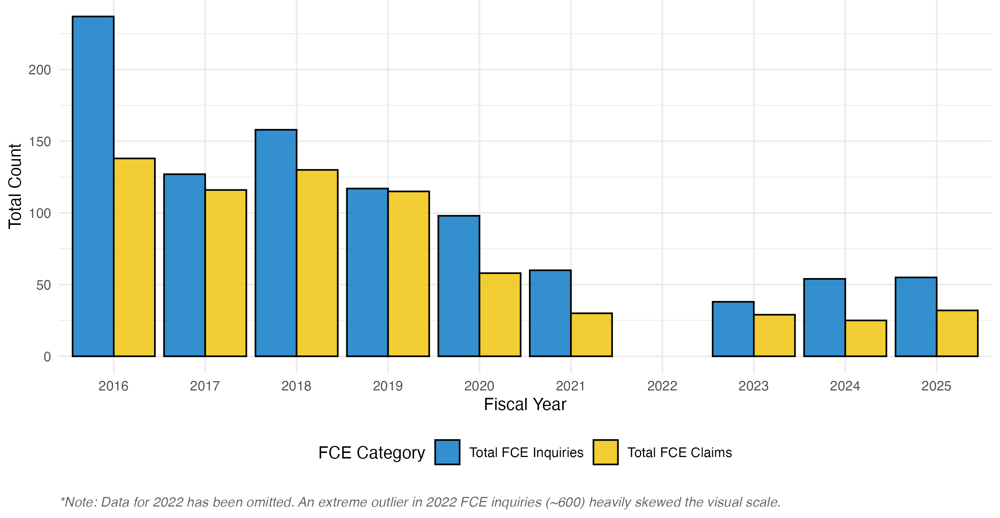 200
150
100
50
0
Total Count
2016 2017 2018 2019 2020 2021 2022 2023 2024 2025
Fiscal Year
FCE Category Total FCE Inquiries Total FCE Claims
*Note: Data for 2022 has been omitted. An extreme outlier in 2022 FCE inquiries (~600) heavily skewed the visual scale.